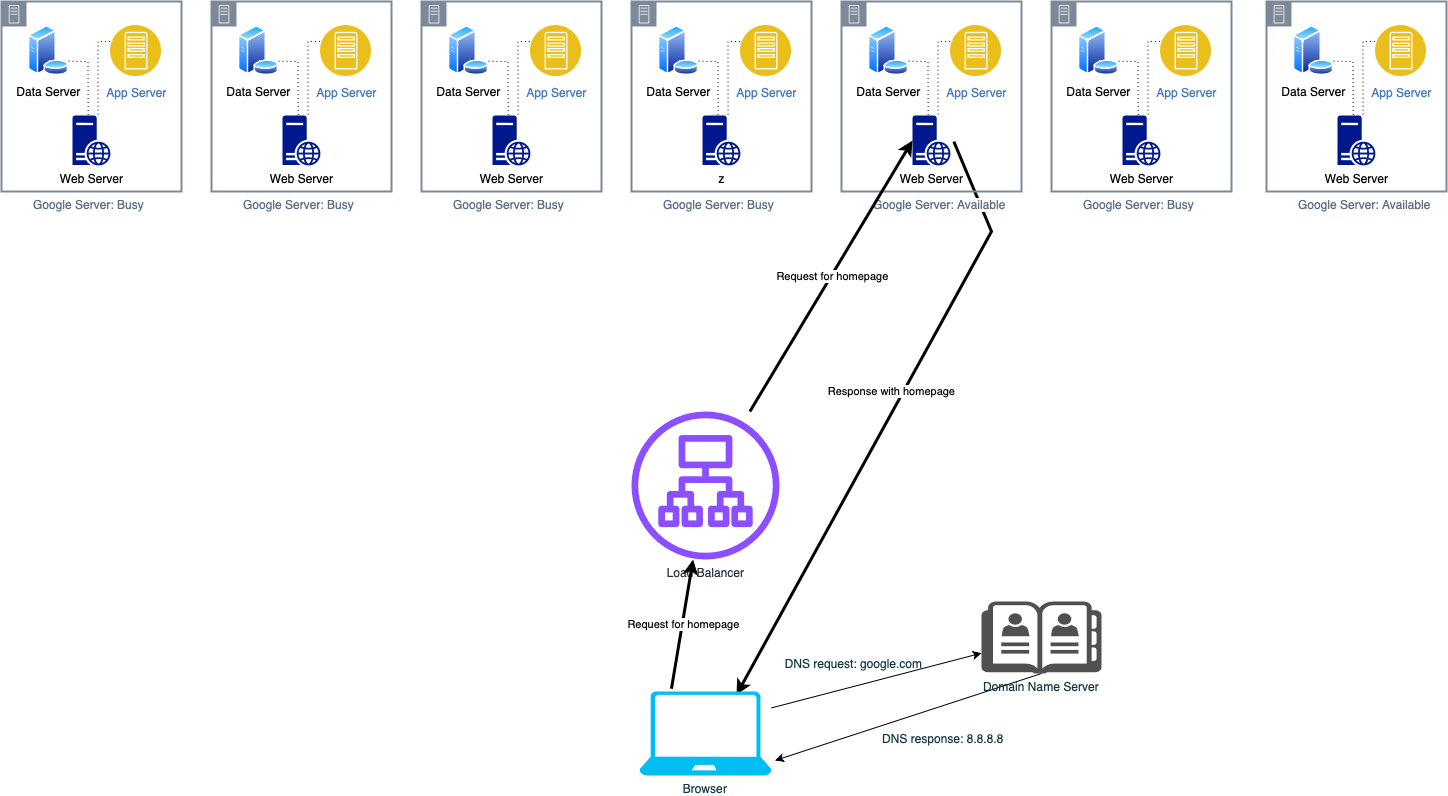 Data Server
App Server
Web Server
Google Server: Busy
Data Server
App Server
Web Server
Google Server: Busy
Data Server
App Server
Web Server
Google Server: Busy
Data Server
App Server
z
Google Server: Busy
Data Server
App Server
Web Server
Google Server: Available
Data Server
App Server
Web Server
Google Server: Busy
Data Server
App Server
Web Server
Google Server: Available
Request for homepage
Response with homepage
Load Balancer
Request for homepage
DNS request: google.com
Domain Name Server
DNS response: 8.8.8.8
Browser